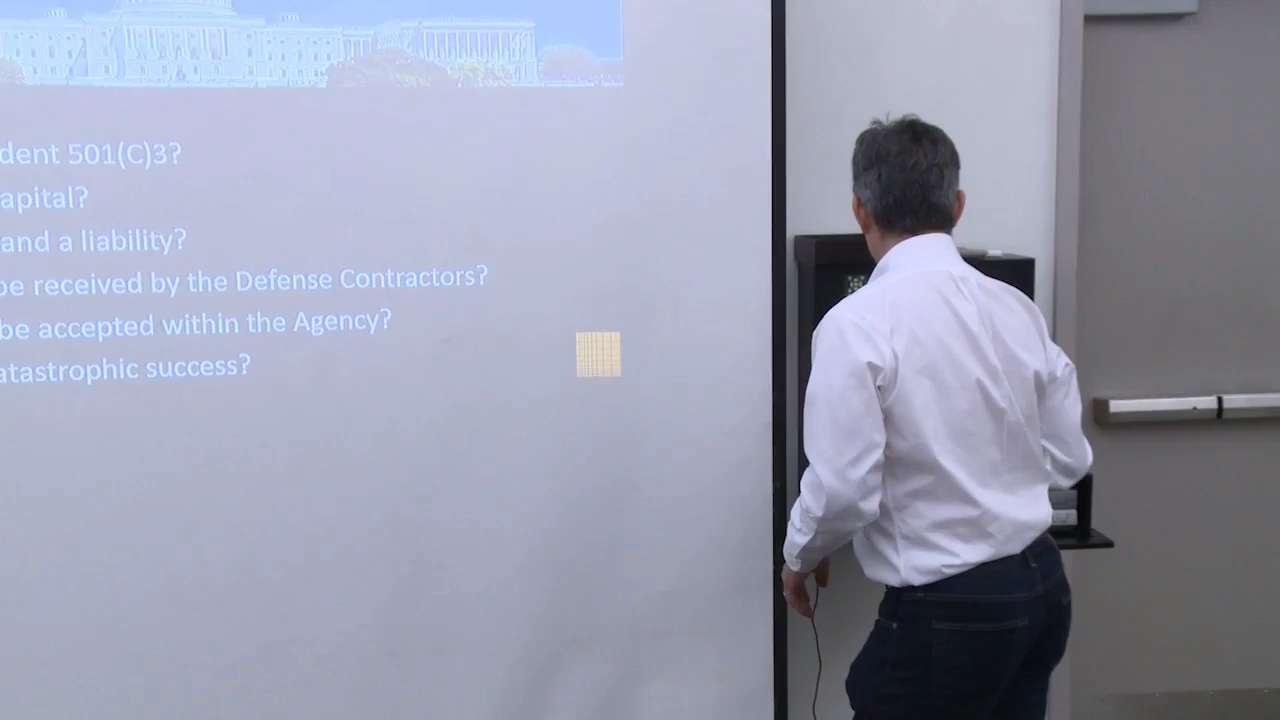 dent 501(C)3?
apital?
and a liability?
be received by the Defense Contractors?
be accepted within the Agency?
atastrophic success?